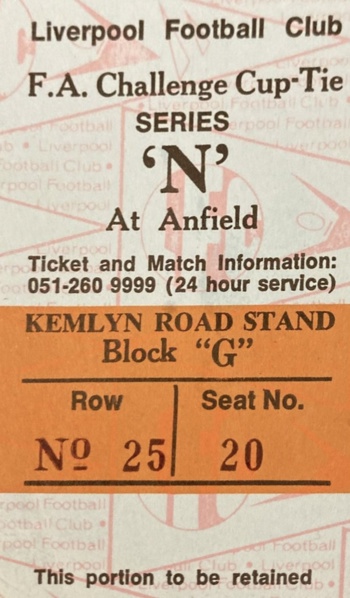 Liverpool Football Club
F.A. Challenge Cup-Tie
SERIES
‘N’
At Anfield
Ticket and Match Information:
051-260 9999 (24 hour service)
KEMLYN ROAD STAND
Block “G”
Row Seat No.
Nº 25 20
This portion to be retained